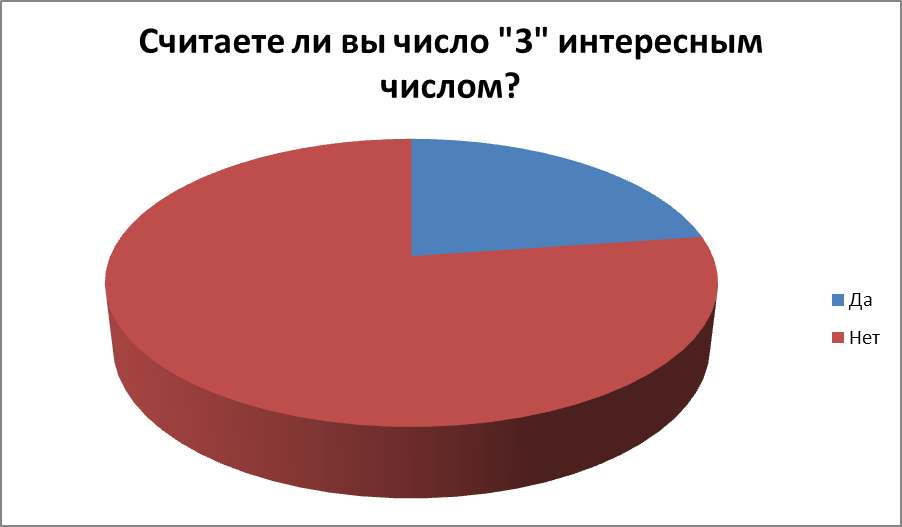 Считаете ли вы число "3" интересным
числом?
Да
Нет